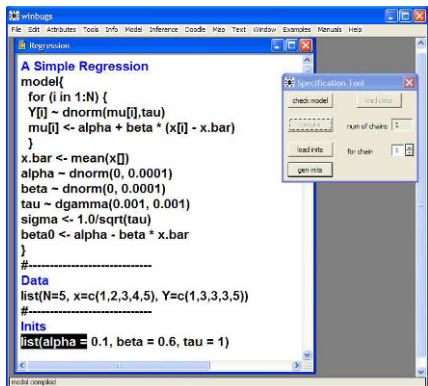 winbugs
File Edit Attributes Tools Info Model Inference Doodle Map Text Window Examples Manuals Help
Regression
A Simple Regression
model{
for (i in 1:N) {
Y[i] ~ dnorm(mu[i],tau)
mu[i] <- alpha + beta * (x[i] - x.bar)
}
x.bar <- mean(x[])
alpha ~ dnorm(0, 0.0001)
beta ~ dnorm(0, 0.0001)
tau ~ dgamma(0.001, 0.001)
sigma <- 1.0/sqrt(tau)
beta0 <- alpha - beta * x.bar
}
#----------------------------
Data
list(N=5, x=c(1,2,3,4,5), Y=c(1,3,3,3,5))
#----------------------------
Inits
list(alpha = 0.1, beta = 0.6, tau = 1)
Specification Tool
check model load data
compile num of chains 1
load inits for chain 1
gen inits
model compiled